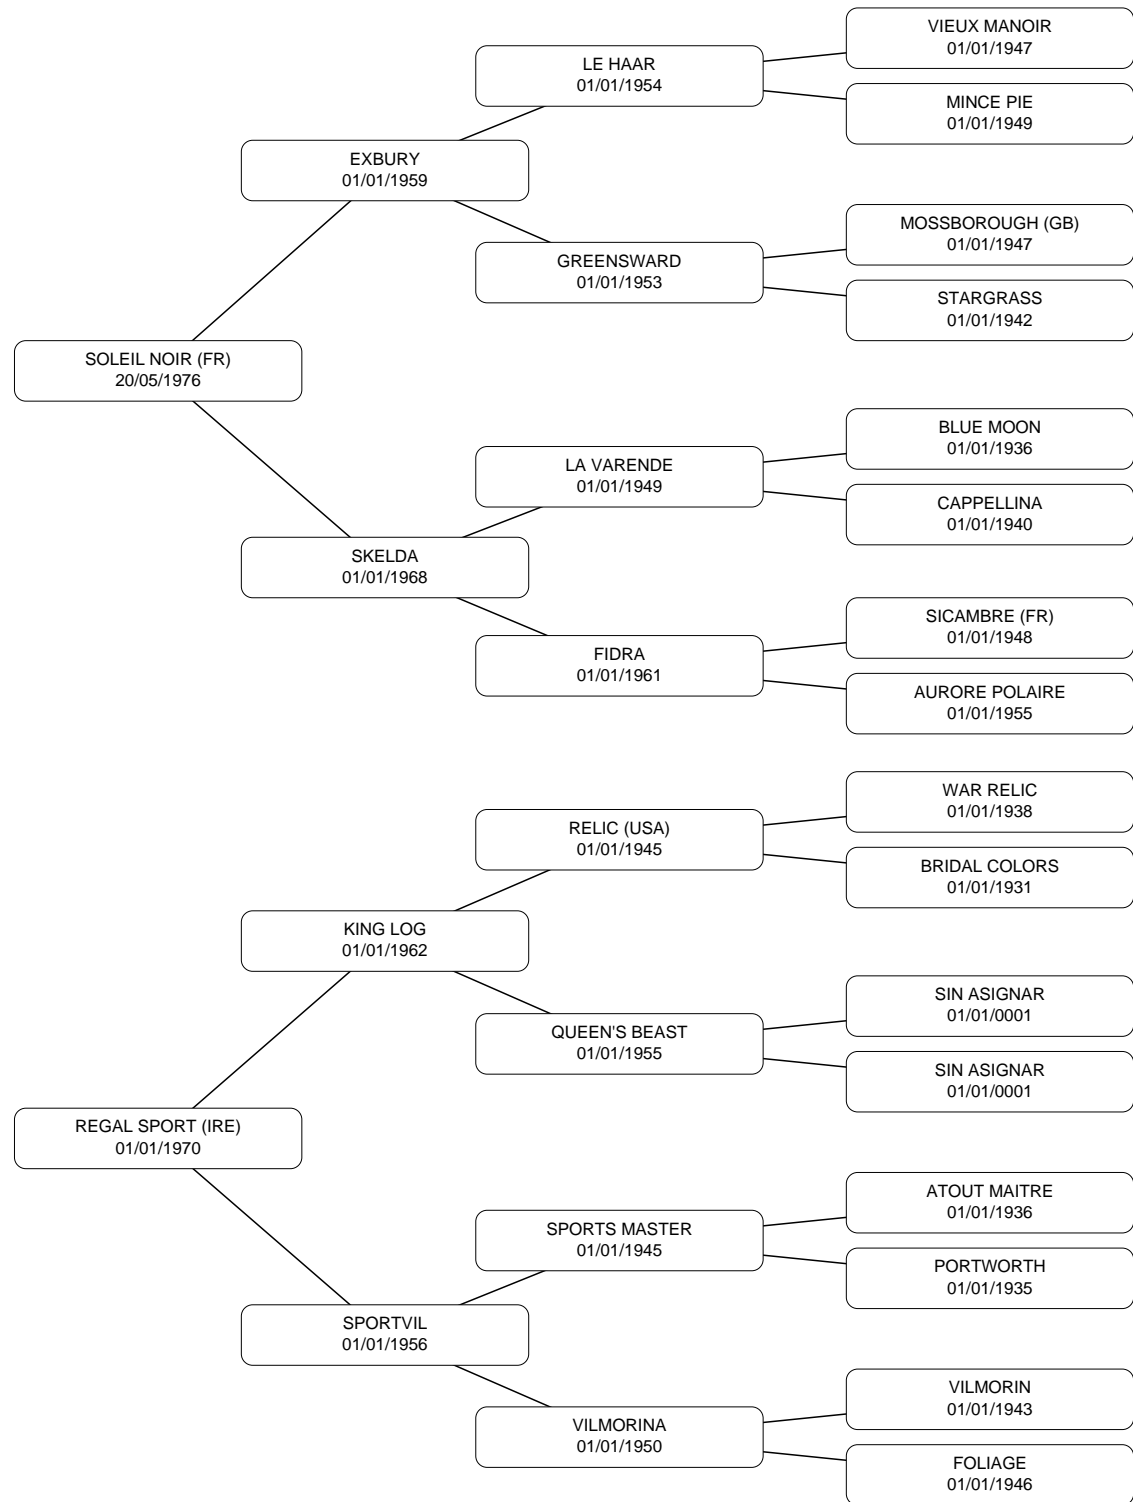 VIEUX MANOIR
01/01/1947
LE HAAR
01/01/1954
MINCE PIE
01/01/1949
EXBURY
01/01/1959
MOSSBOROUGH (GB)
01/01/1947
GREENSWARD
01/01/1953
STARGRASS
01/01/1942
SOLEIL NOIR (FR)
20/05/1976
BLUE MOON
01/01/1936
LA VARENDE
01/01/1949
CAPPELLINA
01/01/1940
SKELDA
01/01/1968
SICAMBRE (FR)
01/01/1948
FIDRA
01/01/1961
AURORE POLAIRE
01/01/1955
WAR RELIC
01/01/1938
RELIC (USA)
01/01/1945
BRIDAL COLORS
01/01/1931
KING LOG
01/01/1962
SIN ASIGNAR
01/01/0001
QUEEN'S BEAST
01/01/1955
SIN ASIGNAR
01/01/0001
REGAL SPORT (IRE)
01/01/1970
ATOUT MAITRE
01/01/1936
SPORTS MASTER
01/01/1945
PORTWORTH
01/01/1935
SPORTVIL
01/01/1956
VILMORIN
01/01/1943
VILMORINA
01/01/1950
FOLIAGE
01/01/1946